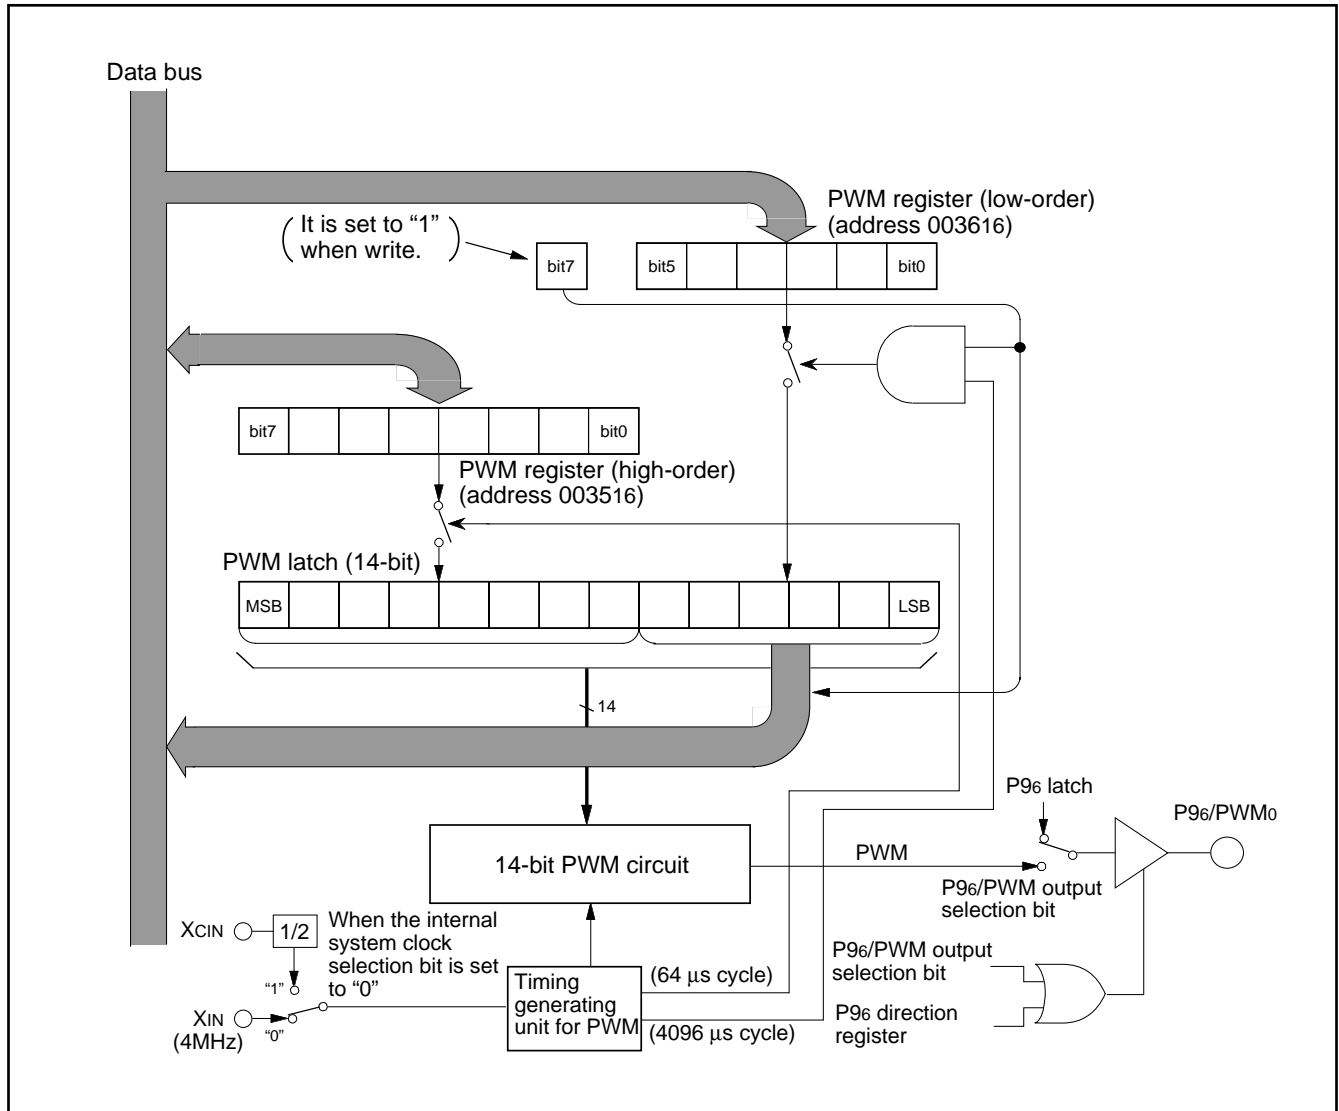 Data bus
PWM register (low-order)
(address 003616)
It is set to “1”
when write.
bit7
bit5
bit0
bit7
bit0
PWM register (high-order)
(address 003516)
PWM latch (14-bit)
MSB
LSB
14
P96 latch
P96/PWM0
14-bit PWM circuit
PWM
P96/PWM output
selection bit
XCIN
1/2
When the internal
system clock
selection bit is set
to “0”
“1”
XIN
(4MHz)
“0”
Timing
generating
unit for PWM
(64 μs cycle)
(4096 μs cycle)
P96/PWM output
selection bit
P96 direction
register